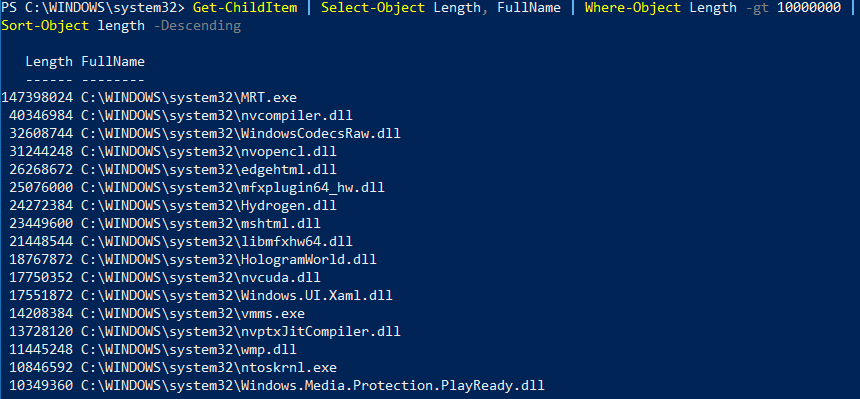 PS C:\WINDOWS\system32> Get-ChildItem | Select-Object Length, FullName | Where-Object Length -gt 10000000 |
Sort-Object length -Descending
Length FullName
------ --------
147398024 C:\WINDOWS\system32\MRT.exe
40346984 C:\WINDOWS\system32\nvcompiler.dll
32608744 C:\WINDOWS\system32\WindowsCodecsRaw.dll
31244248 C:\WINDOWS\system32\nvopencl.dll
26268672 C:\WINDOWS\system32\edgehtml.dll
25076000 C:\WINDOWS\system32\mfxplugin64_hw.dll
24272384 C:\WINDOWS\system32\Hydrogen.dll
23449600 C:\WINDOWS\system32\mshtml.dll
21448544 C:\WINDOWS\system32\libmfxhw64.dll
18767872 C:\WINDOWS\system32\HologramWorld.dll
17750352 C:\WINDOWS\system32\nvcuda.dll
17551872 C:\WINDOWS\system32\Windows.UI.Xaml.dll
14208384 C:\WINDOWS\system32\vmms.exe
13728120 C:\WINDOWS\system32\nvptxJitCompiler.dll
11445248 C:\WINDOWS\system32\wmp.dll
10846592 C:\WINDOWS\system32\ntoskrnl.exe
10349360 C:\WINDOWS\system32\Windows.Media.Protection.PlayReady.dll